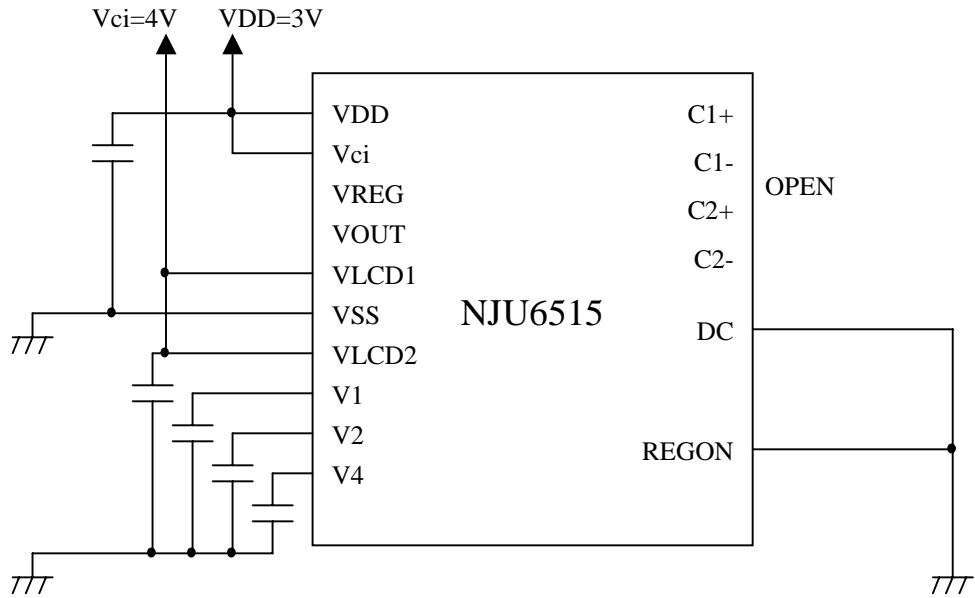 Vci=4V
VDD=3V
VDD
Vci
VREG
VOUT
VLCD1
VSS
VLCD2
V1
V2
V4
NJU6515
C1+
C1-
C2+
C2-
OPEN
DC
REGON